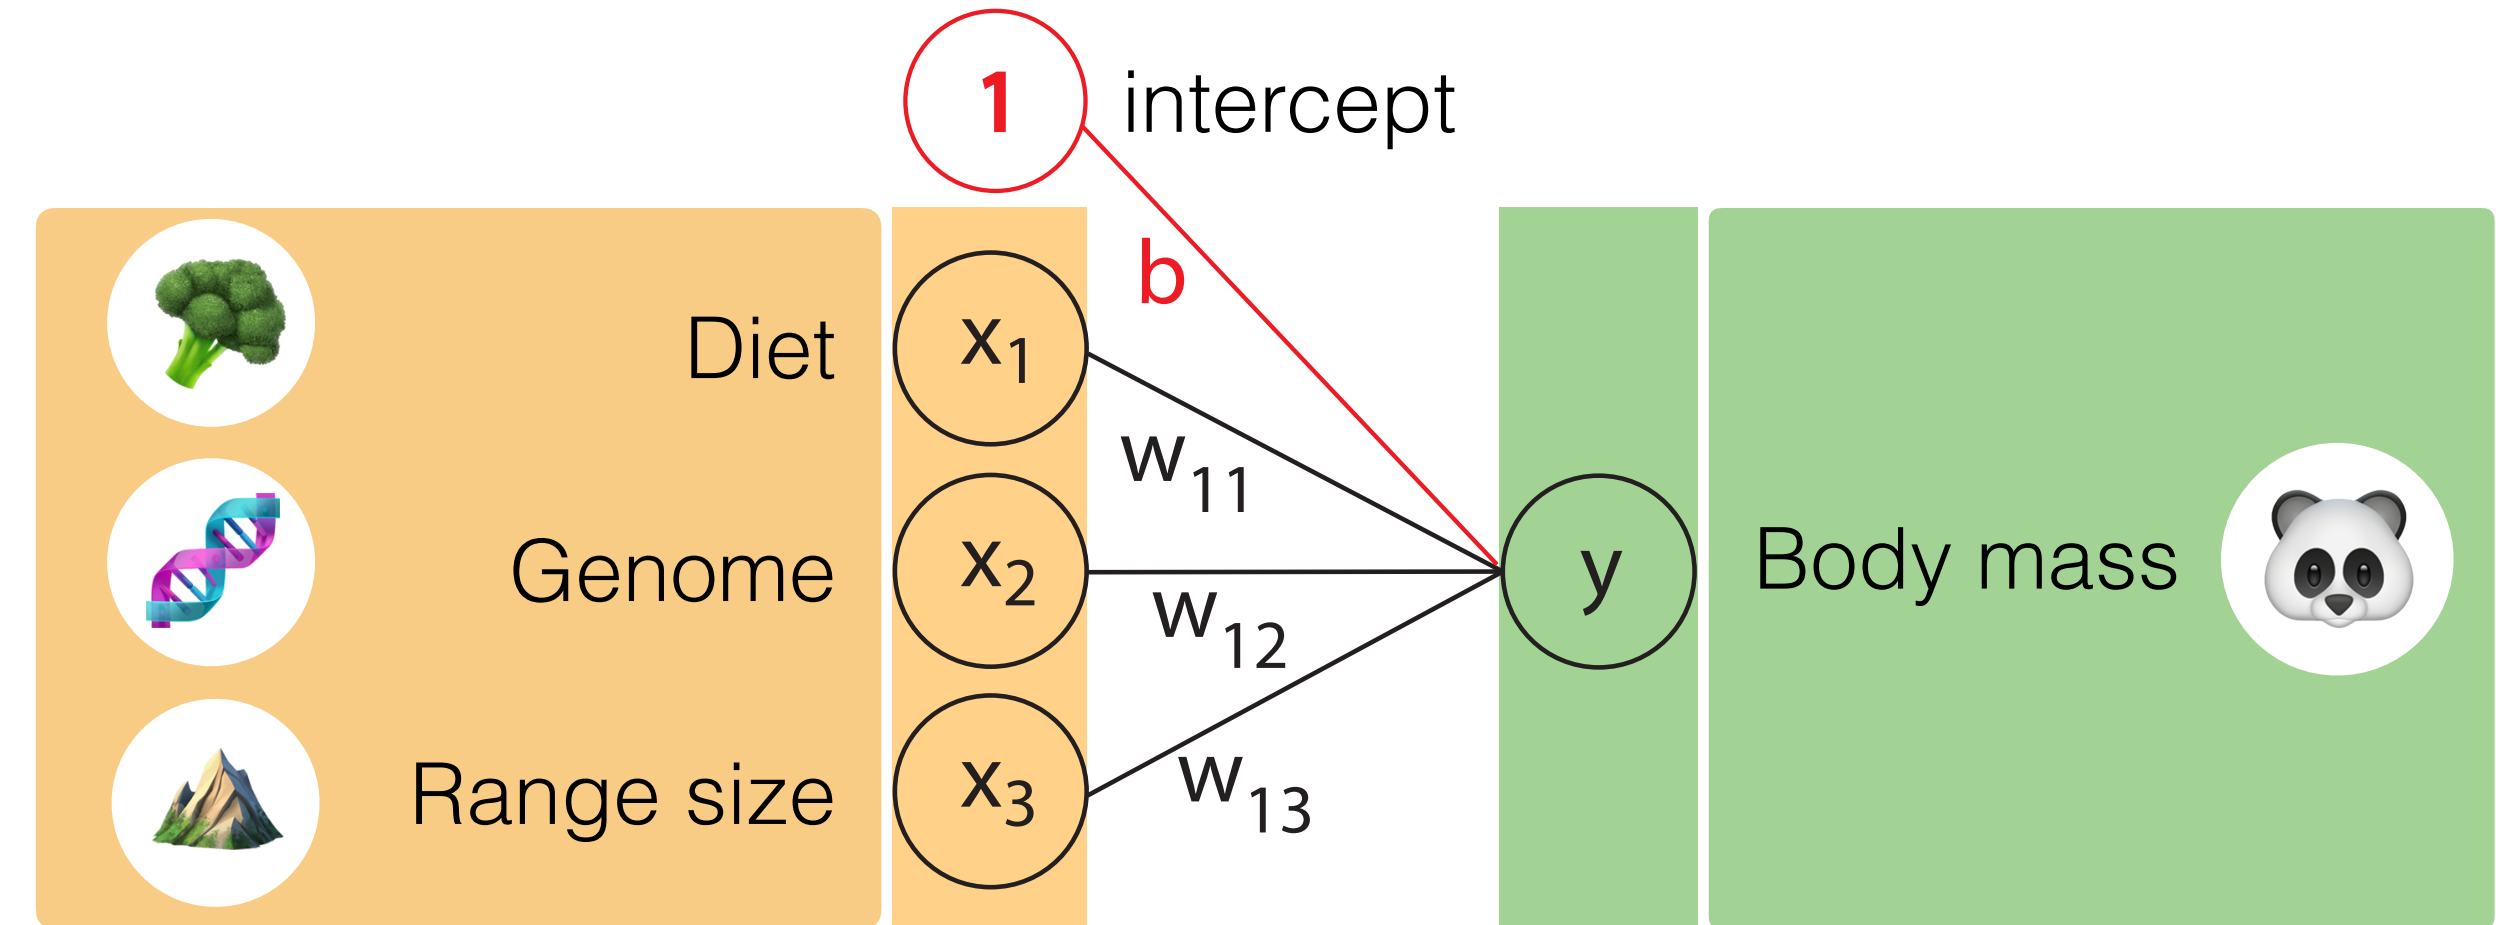 1 intercept
b
Diet x1
w11
Genome x2 y Body mass
w12
Range size x3 w13